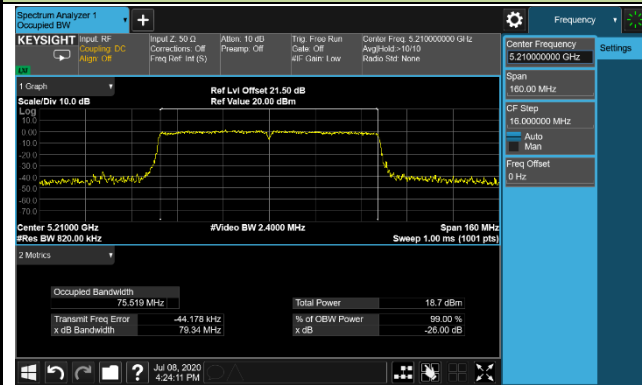 Spectrum Analyzer 1
Occupied BW
+
Frequency
KEYSIGHT
Input: RF
Coupling: DC
Align: Off
Input Z: 50 Ω
Corrections: Off
Freq Ref: Int (S)
Atten: 10 dB
Preamp: Off
Trig: Free Run
Gate: Off
#IF Gain: Low
Center Freq: 5.210000000 GHz
Avg|Hold:>10/10
Radio Std: None
Center Frequency
5.210000000 GHz
Settings
Span
160.00 MHz
CF Step
16.000000 MHz
Auto
Man
Freq Offset
0 Hz
1 Graph
Scale/Div 10.0 dB
Ref Lvl Offset 21.50 dB
Ref Value 20.00 dBm
Log
10.0
0.00
-10.0
-20.0
-30.0
-40.0
-50.0
-60.0
-70.0
Center 5.21000 GHz
#Res BW 820.00 kHz
#Video BW 2.4000 MHz
Span 160 MHz
Sweep 1.00 ms (1001 pts)
2 Metrics
Occupied Bandwidth
75.519 MHz
Total Power 18.7 dBm
Transmit Freq Error -44.178 kHz
% of OBW Power 99.00 %
x dB Bandwidth 79.34 MHz
x dB -26.00 dB
?
Jul 08, 2020
4:24:11 PM